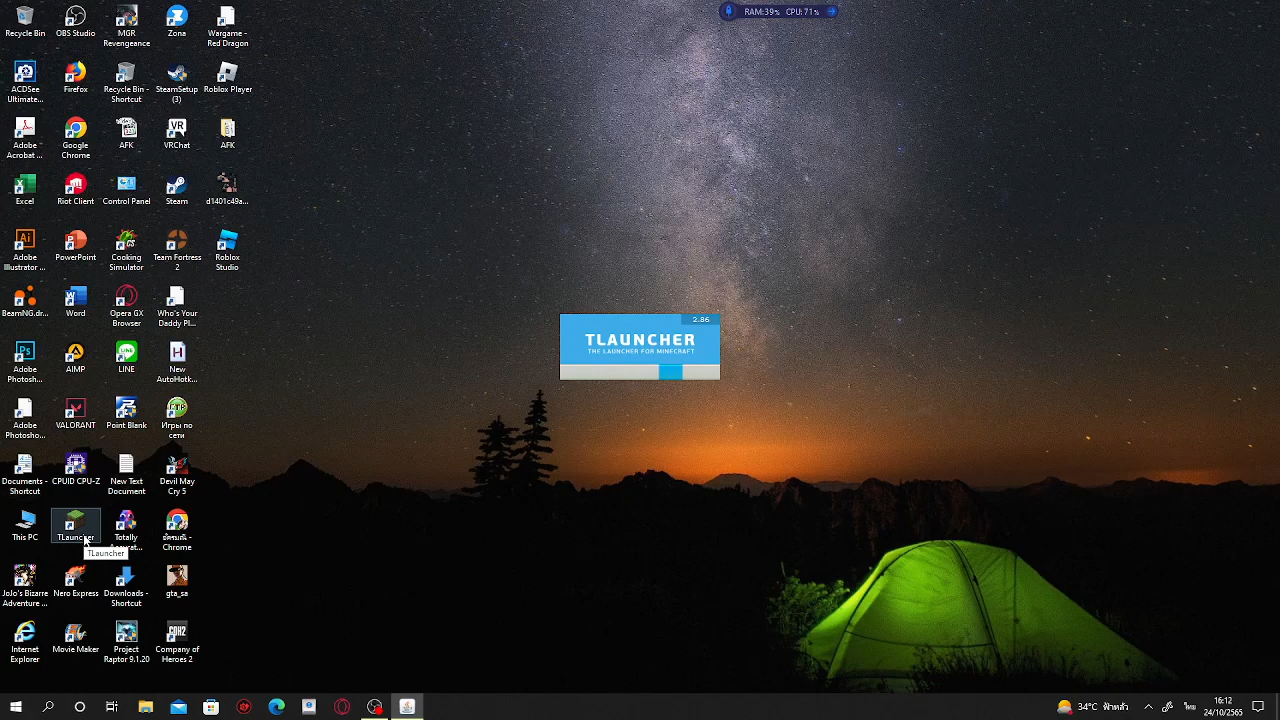 RAM:39% CPU:71%
Recycle Bin
OBS Studio
MGR
Revengeance
Zona
Wargame -
Red Dragon
ACDSee
Ultimate...
Firefox
Recycle Bin -
Shortcut
SteamSetup
(3)
Roblox Player
Adobe
Acrobat...
Google
Chrome
AFK
VRChat
AFK
Excel
Riot Client
Control Panel
Steam
d1401c49a...
Adobe
Illustrator ...
PowerPoint
Cooking
Simulator
Team Fortress
2
Roblox
Studio
BeamNG.dr...
Word
Opera GX
Browser
Who's Your
Daddy Pl...
2.86
TLAUNCHER
THE LAUNCHER FOR MINECRAFT
Adobe
Photosh...
AIMP
LINE
New
AutoHotk...
Adobe
Photosho...
VALORANT
Point Blank
Игры по
сети
Documents -
Shortcut
CPUID CPU-Z
New Text
Document
Devil May
Cry 5
This PC
TLauncher
Totally
Chrome
TLauncher
JoJo's Bizarre
Adventure ...
Nero Express
Downloads -
Shortcut
gta_sa
Internet
Explorer
Movie Maker
Project
Raptor 9.1.20
Company of
Heroes 2
34°C
16:12
24/10/2565